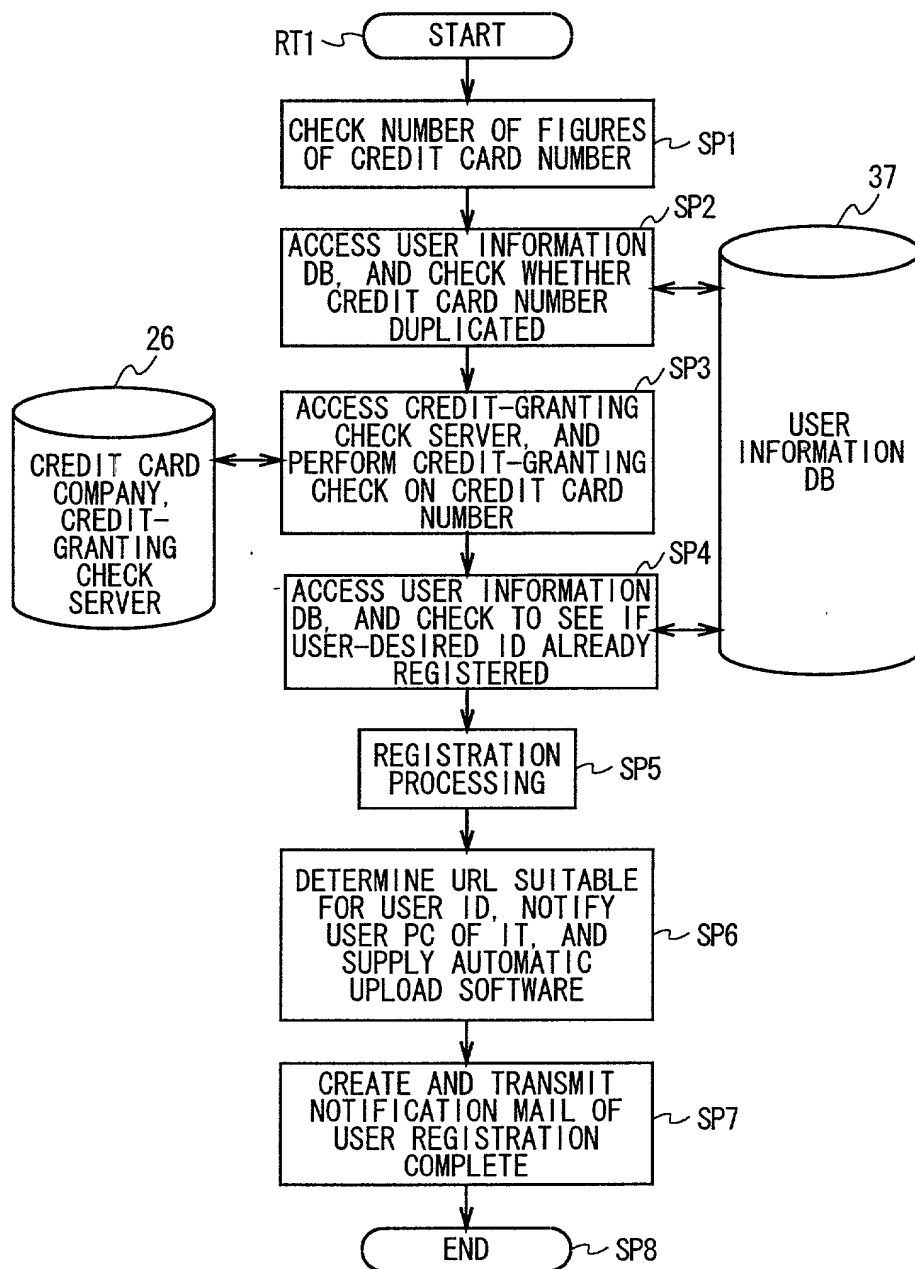 RT1
START
CHECK NUMBER OF FIGURES
OF CREDIT CARD NUMBER
SP1
SP2
37
ACCESS USER INFORMATION
DB, AND CHECK WHETHER
CREDIT CARD NUMBER
DUPLICATED
26
SP3
ACCESS CREDIT-GRANTING
CHECK SERVER, AND
PERFORM CREDIT-GRANTING
CHECK ON CREDIT CARD
NUMBER
CREDIT CARD
COMPANY,
CREDIT-
GRANTING
CHECK
SERVER
USER
INFORMATION
DB
SP4
ACCESS USER INFORMATION
DB, AND CHECK TO SEE IF
USER-DESIRED ID ALREADY
REGISTERED
REGISTRATION
PROCESSING
SP5
DETERMINE URL SUITABLE
FOR USER ID, NOTIFY
USER PC OF IT, AND
SUPPLY AUTOMATIC
UPLOAD SOFTWARE
SP6
CREATE AND TRANSMIT
NOTIFICATION MAIL OF
USER REGISTRATION
COMPLETE
SP7
END
SP8